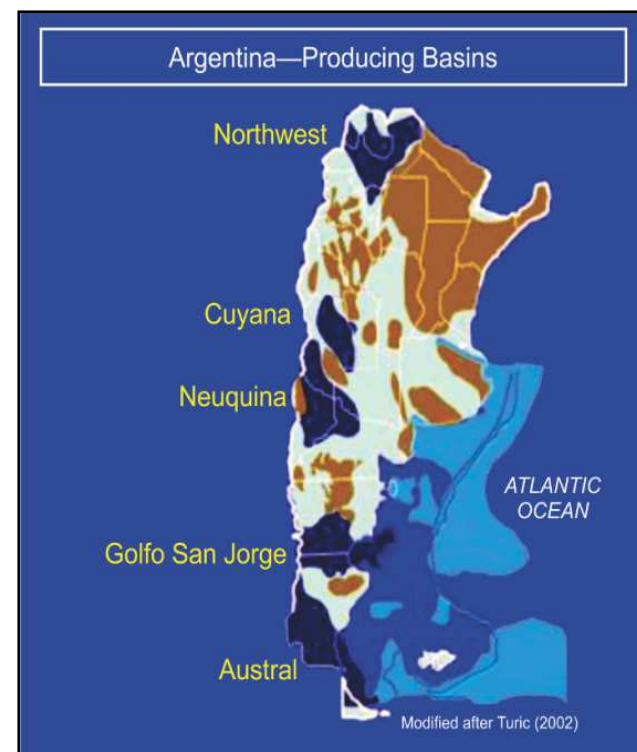 Argentina—Producing Basins
Northwest
Cuyana
Neuquina
ATLANTIC
OCEAN
Golfo San Jorge
Austral
Modified after Turic (2002)